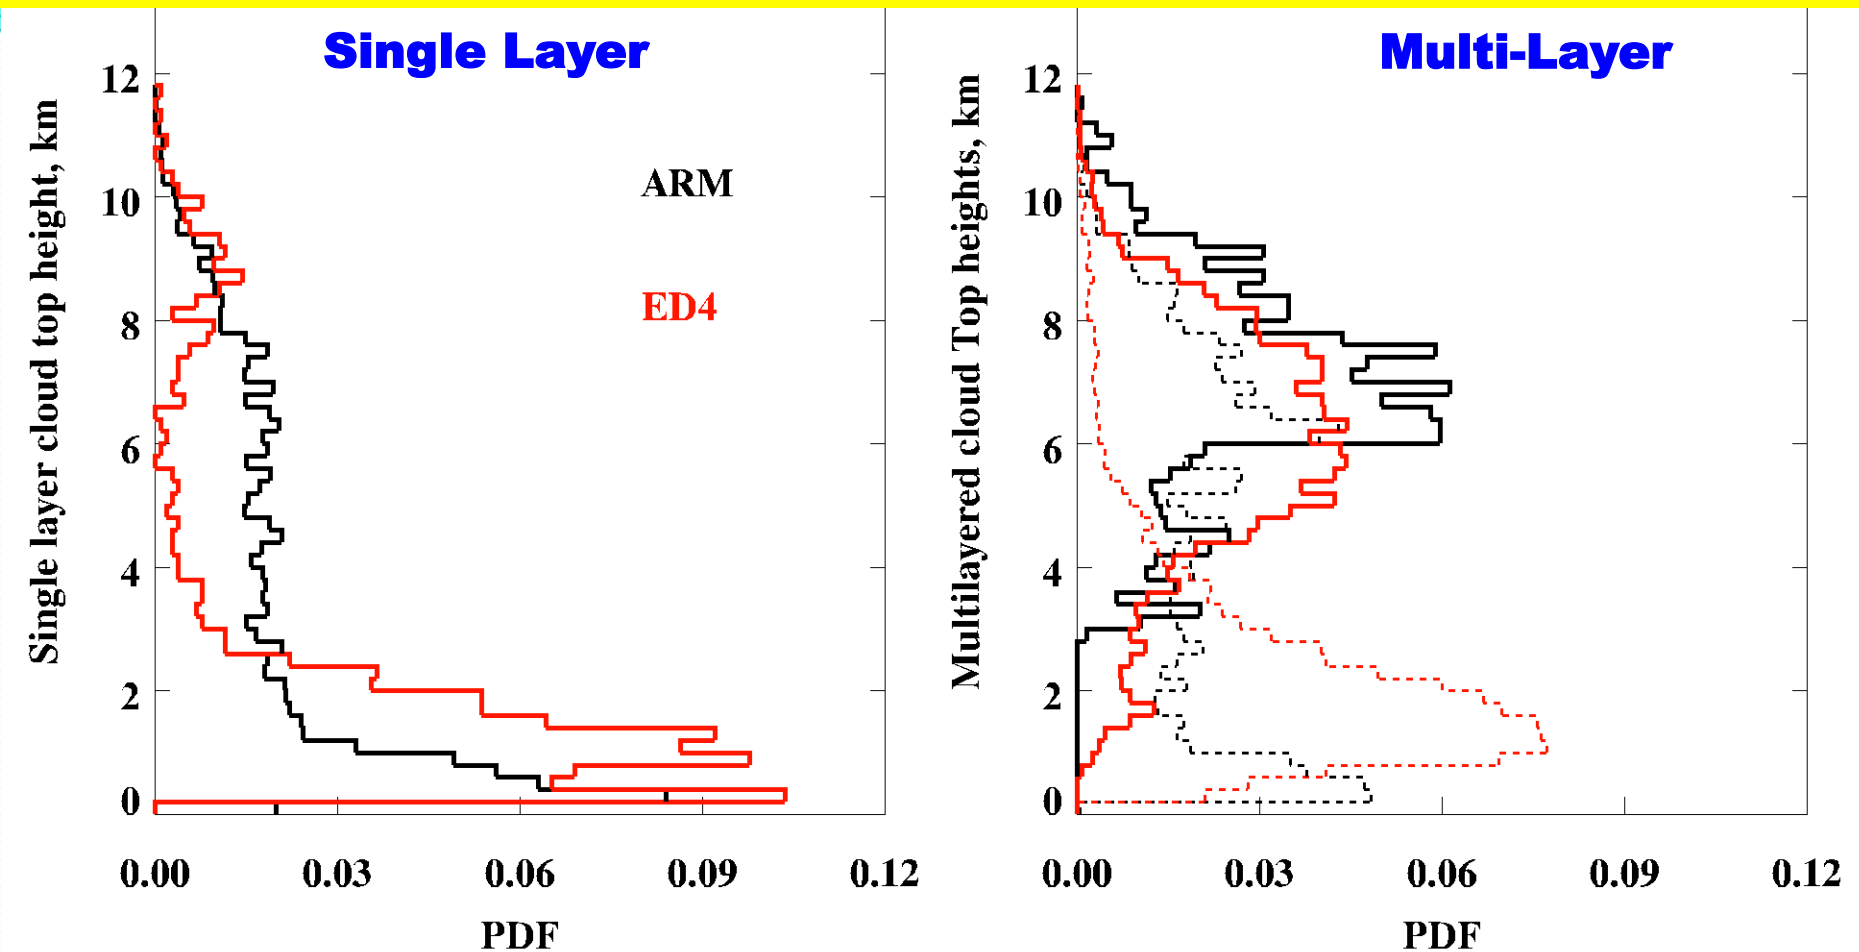 Single Layer
Single layer cloud top height, km
12
10
8
6
4
2
0
ARM
ED4
0.00 0.03 0.06 0.09 0.12
PDF
Multi-Layer
Multilayered cloud Top heights, km
12
10
8
6
4
2
0
0.00 0.03 0.06 0.09 0.12
PDF